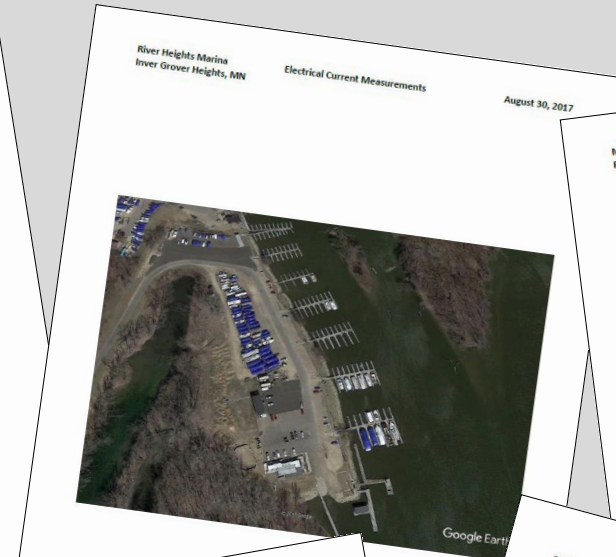 River Heights Marina
Inver Grover Heights, MN
Electrical Current Measurements
August 30, 2017
Google Earth